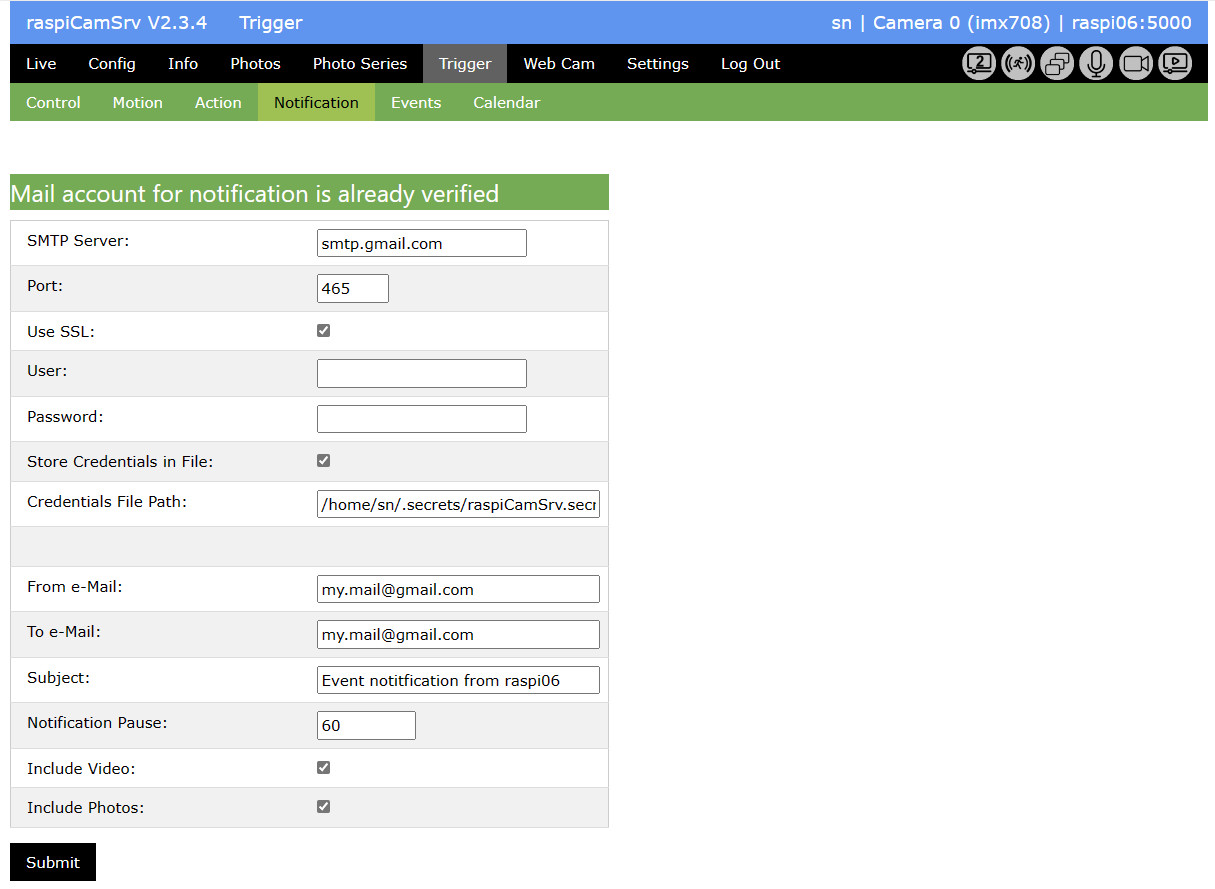 raspiCamSrv V2.3.4 Trigger sn | Camera 0 (imx708) | raspi06:5000
Live Config Info Photos Photo Series Trigger Web Cam Settings Log Out 2
Control Motion Action Notification Events Calendar
Mail account for notification is already verified
SMTP Server: smtp.gmail.com
Port: 465
Use SSL:
User:
Password:
Store Credentials in File:
Credentials File Path: /home/sn/.secrets/raspiCamSrv.secr
From e-Mail: my.mail@gmail.com
To e-Mail: my.mail@gmail.com
Subject: Event notitfication from raspi06
Notification Pause: 60
Include Video:
Include Photos:
Submit